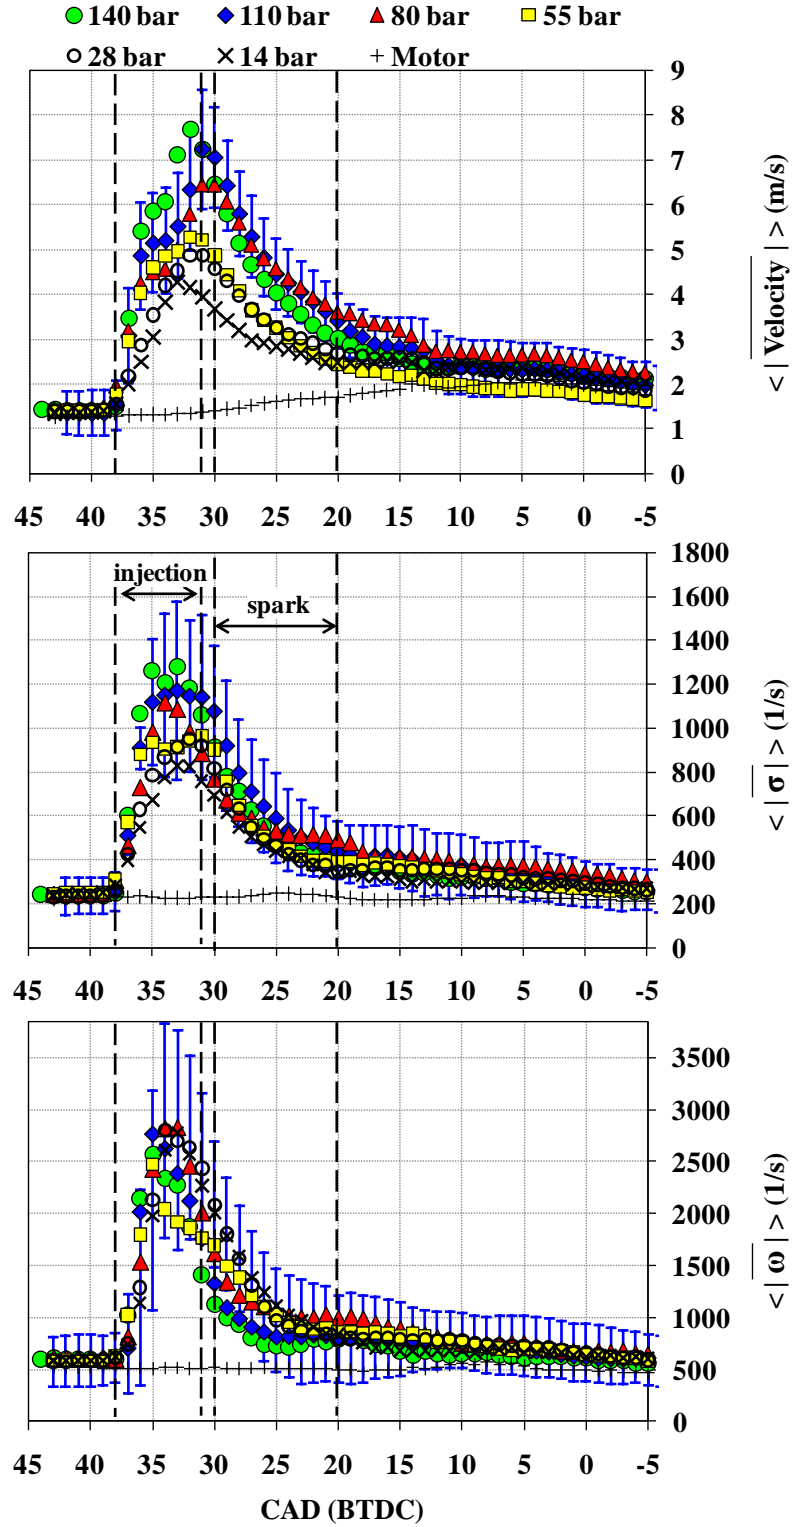 140 bar 110 bar 80 bar 55 bar
28 bar 14 bar Motor
9
8
7
6
5
4
3
2
1
0
< | Velocity | > (m/s)
45 40 35 30 25 20 15 10 5 0 -5
injection
spark
1800
1600
1400
1200
1000
800
600
400
200
0
< | σ | > (1/s)
45 40 35 30 25 20 15 10 5 0 -5
3500
3000
2500
2000
1500
1000
500
0
< | ω | > (1/s)
45 40 35 30 25 20 15 10 5 0 -5
CAD (BTDC)